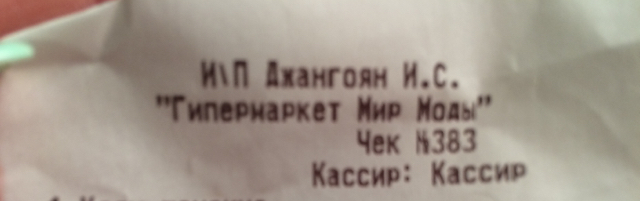 И\П Джангоян И.С.
"Гипермаркет Мир Моды"
Чек №383
Кассир: Кассир